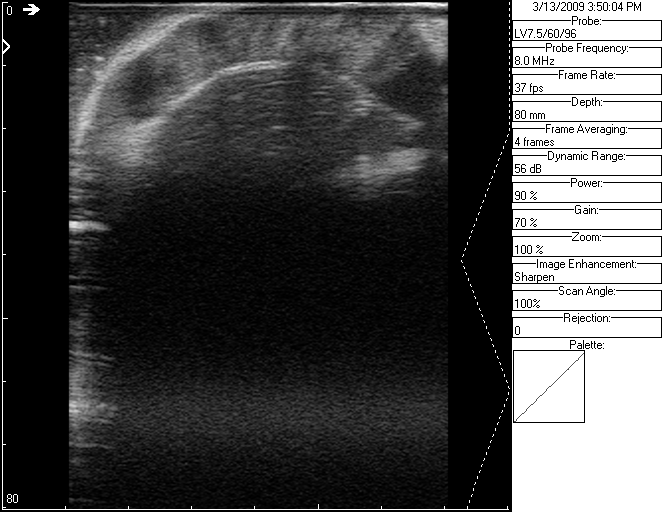 0
80
3/13/2009 3:50:04 PM
Probe:
LV7.5/60/96
Probe Frequency:
8.0 MHz
Frame Rate:
37 fps
Depth:
80 mm
Frame Averaging:
4 frames
Dynamic Range:
56 dB
Power:
90 %
Gain:
70 %
Zoom:
100 %
Image Enhancement:
Sharpen
Scan Angle:
100%
Rejection:
0
Palette: